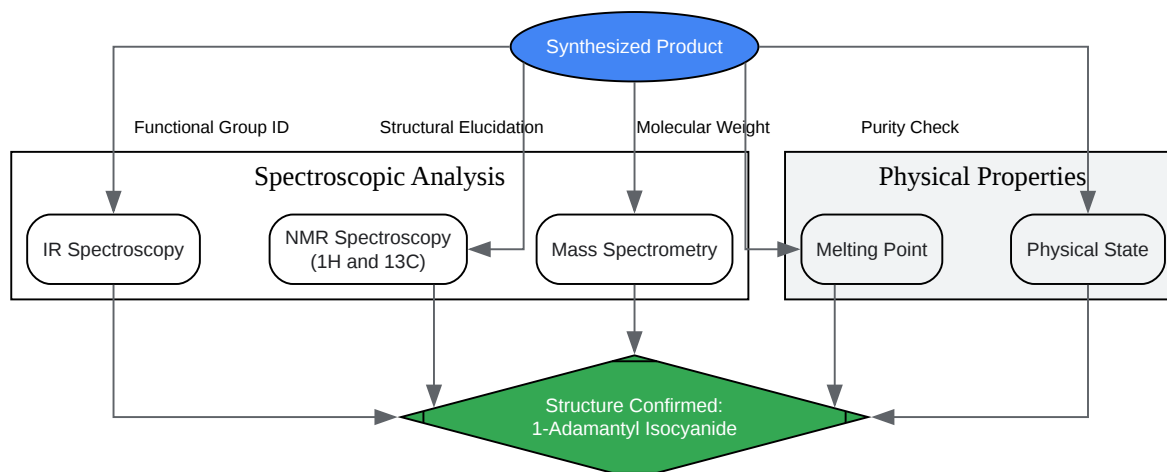 Synthesized Product
Functional Group ID
Structural Elucidation
Molecular Weight
Purity Check
Spectroscopic Analysis
Physical Properties
IR Spectroscopy
NMR Spectroscopy
(1H and 13C)
Mass Spectrometry
Melting Point
Physical State
Structure Confirmed:
1-Adamantyl Isocyanide